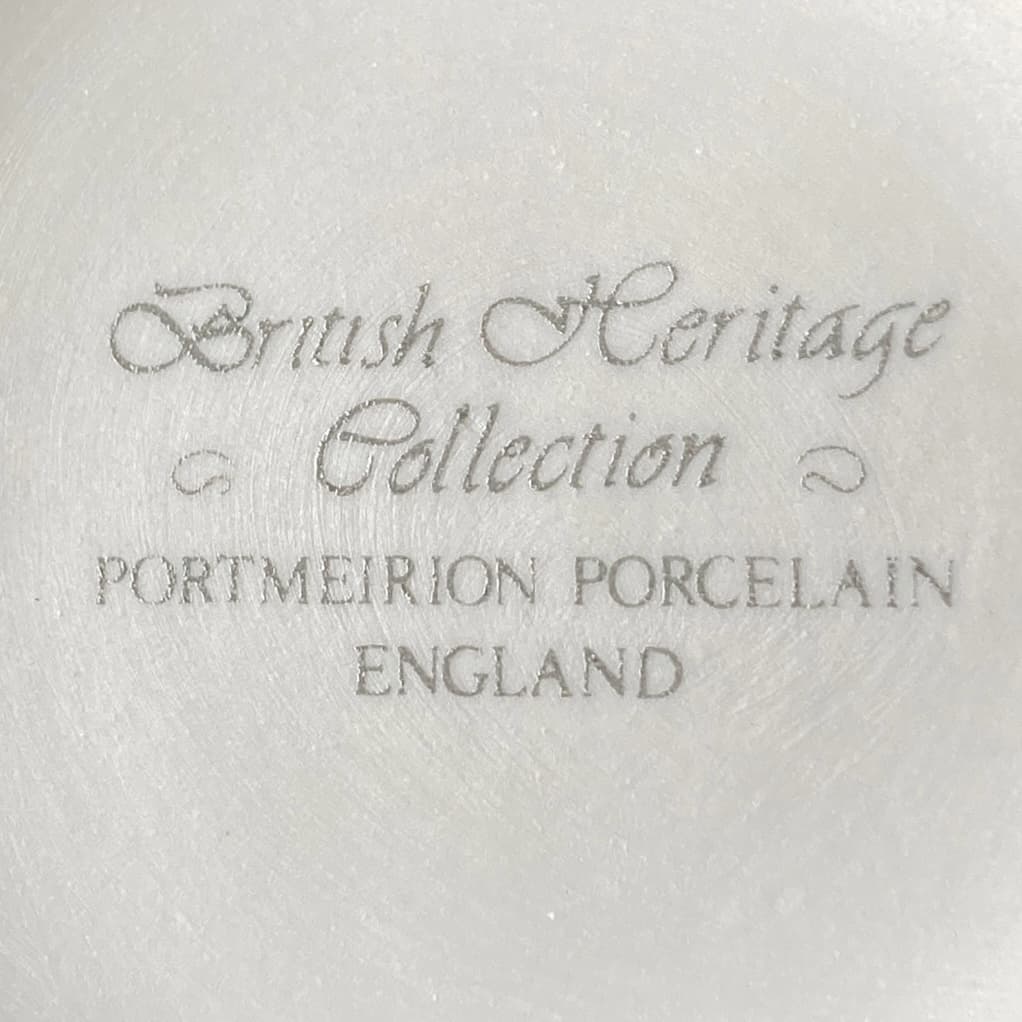 British Heritage
Collection
PORTMEIRION PORCELAIN
ENGLAND